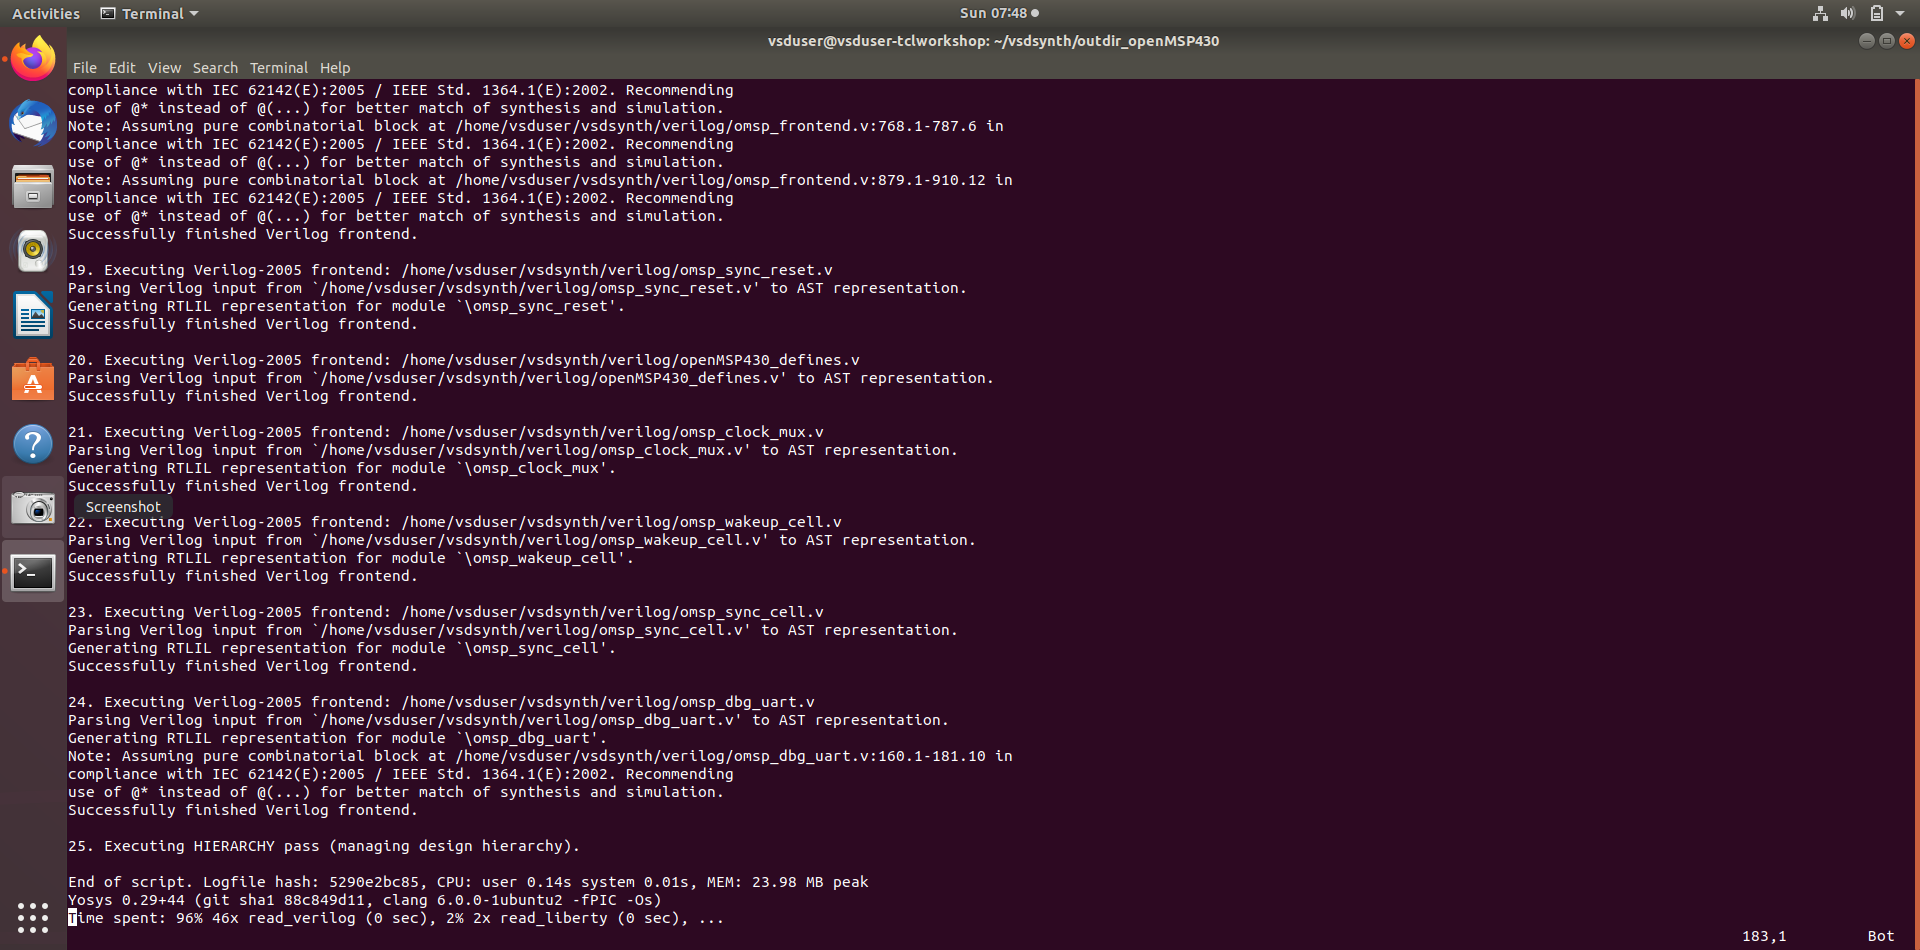 Activities Terminal Sun 07:48
vsduser@vsduser-tclworkshop: ~/vsdsynth/outdir_openMSP430
File Edit View Search Terminal Help
compliance with IEC 62142(E):2005 / IEEE Std. 1364.1(E):2002. Recommending
use of @* instead of @(...) for better match of synthesis and simulation.
Note: Assuming pure combinatorial block at /home/vsduser/vsdsynth/verilog/omsp_frontend.v:768.1-787.6 in
compliance with IEC 62142(E):2005 / IEEE Std. 1364.1(E):2002. Recommending
use of @* instead of @(...) for better match of synthesis and simulation.
Note: Assuming pure combinatorial block at /home/vsduser/vsdsynth/verilog/omsp_frontend.v:879.1-910.12 in
compliance with IEC 62142(E):2005 / IEEE Std. 1364.1(E):2002. Recommending
use of @* instead of @(...) for better match of synthesis and simulation.
Successfully finished Verilog frontend.
19. Executing Verilog-2005 frontend: /home/vsduser/vsdsynth/verilog/omsp_sync_reset.v
Parsing Verilog input from `/home/vsduser/vsdsynth/verilog/omsp_sync_reset.v' to AST representation.
Generating RTLIL representation for module `\omsp_sync_reset'.
Successfully finished Verilog frontend.
20. Executing Verilog-2005 frontend: /home/vsduser/vsdsynth/verilog/openMSP430_defines.v
Parsing Verilog input from `/home/vsduser/vsdsynth/verilog/openMSP430_defines.v' to AST representation.
Successfully finished Verilog frontend.
21. Executing Verilog-2005 frontend: /home/vsduser/vsdsynth/verilog/omsp_clock_mux.v
Parsing Verilog input from `/home/vsduser/vsdsynth/verilog/omsp_clock_mux.v' to AST representation.
Generating RTLIL representation for module `\omsp_clock_mux'.
Successfully finished Verilog frontend.
Screenshot
22. Executing Verilog-2005 frontend: /home/vsduser/vsdsynth/verilog/omsp_wakeup_cell.v
Parsing Verilog input from `/home/vsduser/vsdsynth/verilog/omsp_wakeup_cell.v' to AST representation.
Generating RTLIL representation for module `\omsp_wakeup_cell'.
Successfully finished Verilog frontend.
23. Executing Verilog-2005 frontend: /home/vsduser/vsdsynth/verilog/omsp_sync_cell.v
Parsing Verilog input from `/home/vsduser/vsdsynth/verilog/omsp_sync_cell.v' to AST representation.
Generating RTLIL representation for module `\omsp_sync_cell'.
Successfully finished Verilog frontend.
24. Executing Verilog-2005 frontend: /home/vsduser/vsdsynth/verilog/omsp_dbg_uart.v
Parsing Verilog input from `/home/vsduser/vsdsynth/verilog/omsp_dbg_uart.v' to AST representation.
Generating RTLIL representation for module `\omsp_dbg_uart'.
Note: Assuming pure combinatorial block at /home/vsduser/vsdsynth/verilog/omsp_dbg_uart.v:160.1-181.10 in
compliance with IEC 62142(E):2005 / IEEE Std. 1364.1(E):2002. Recommending
use of @* instead of @(...) for better match of synthesis and simulation.
Successfully finished Verilog frontend.
25. Executing HIERARCHY pass (managing design hierarchy).
End of script. Logfile hash: 5290e2bc85, CPU: user 0.14s system 0.01s, MEM: 23.98 MB peak
Yosys 0.29+44 (git sha1 88c849d11, clang 6.0.0-1ubuntu2 -fPIC -Os)
Time spent: 96% 46x read_verilog (0 sec), 2% 2x read_liberty (0 sec), ...
183,1 Bot